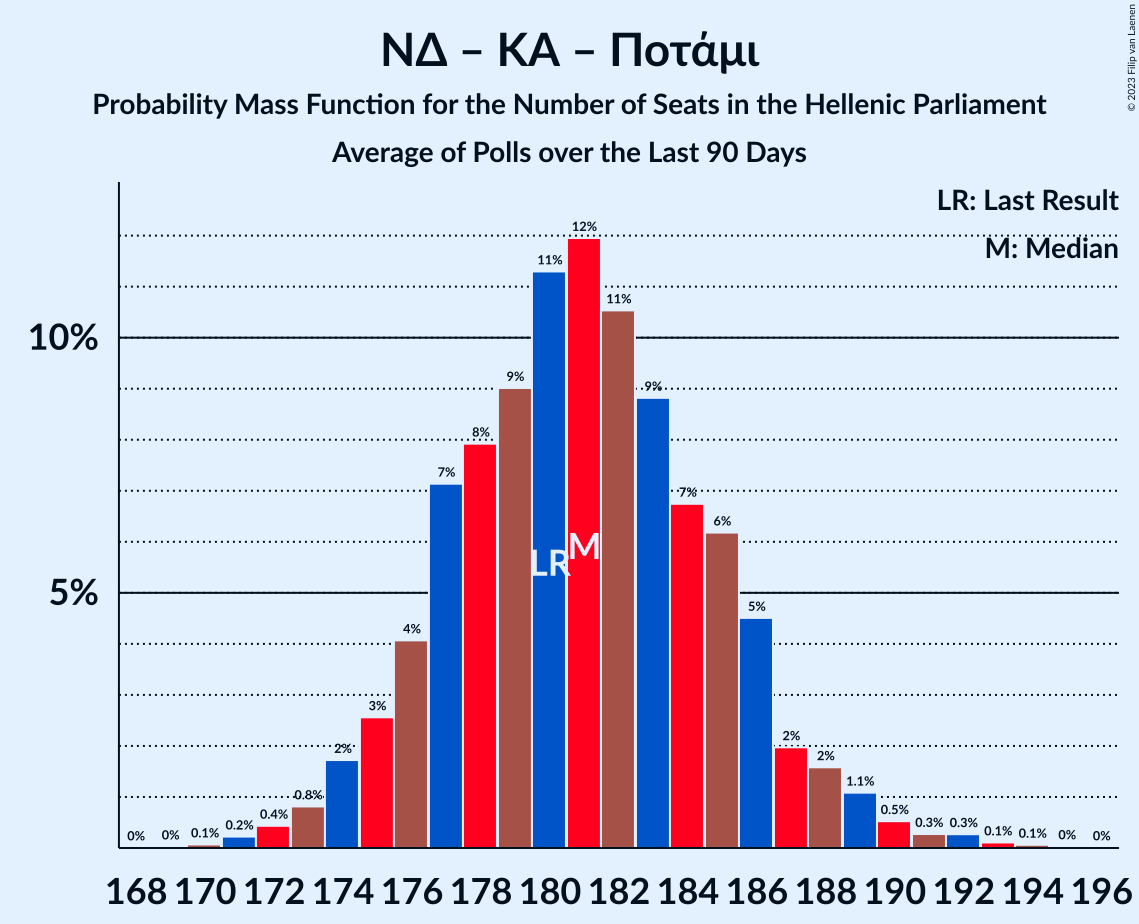 © 2023 Filip van Laenen
ΝΔ – ΚΑ – Ποτάμι
Probability Mass Function for the Number of Seats in the Hellenic Parliament
Average of Polls over the Last 90 Days
LR: Last Result
M: Median
10%
5%
0% 0% 0.1% 0.2% 0.4% 0.8% 2% 3% 4% 7% 8% 9% 11% 12% 11% 9% 7% 6% 5% 2% 2% 1.1% 0.5% 0.3% 0.3% 0.1% 0.1% 0% 0%
LR M
168 170 172 174 176 178 180 182 184 186 188 190 192 194 196